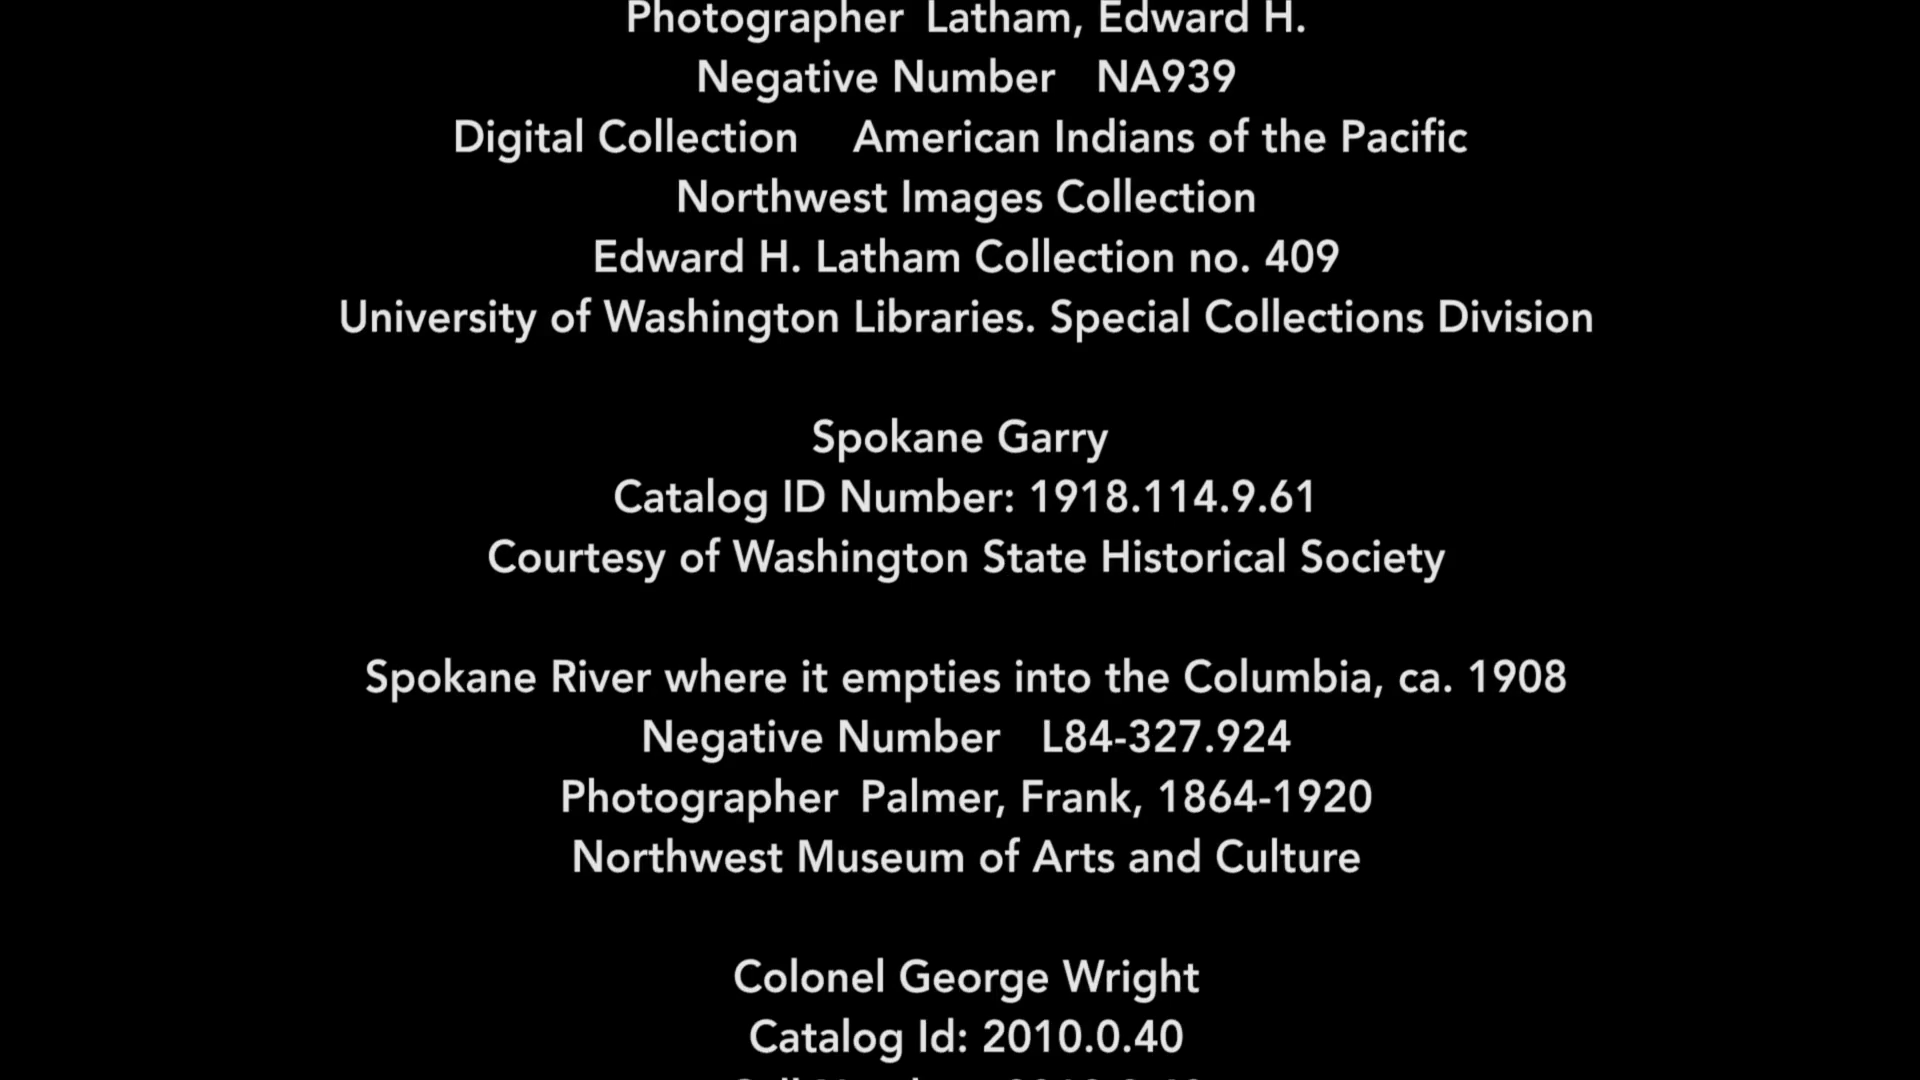 Photographer Latham, Edward H.
Negative Number NA939
Digital Collection American Indians of the Pacific
Northwest Images Collection
Edward H. Latham Collection no. 409
University of Washington Libraries. Special Collections Division
Spokane Garry
Catalog ID Number: 1918.114.9.61
Courtesy of Washington State Historical Society
Spokane River where it empties into the Columbia, ca. 1908
Negative Number L84-327.924
Photographer Palmer, Frank, 1864-1920
Northwest Museum of Arts and Culture
Colonel George Wright
Catalog Id: 2010.0.40